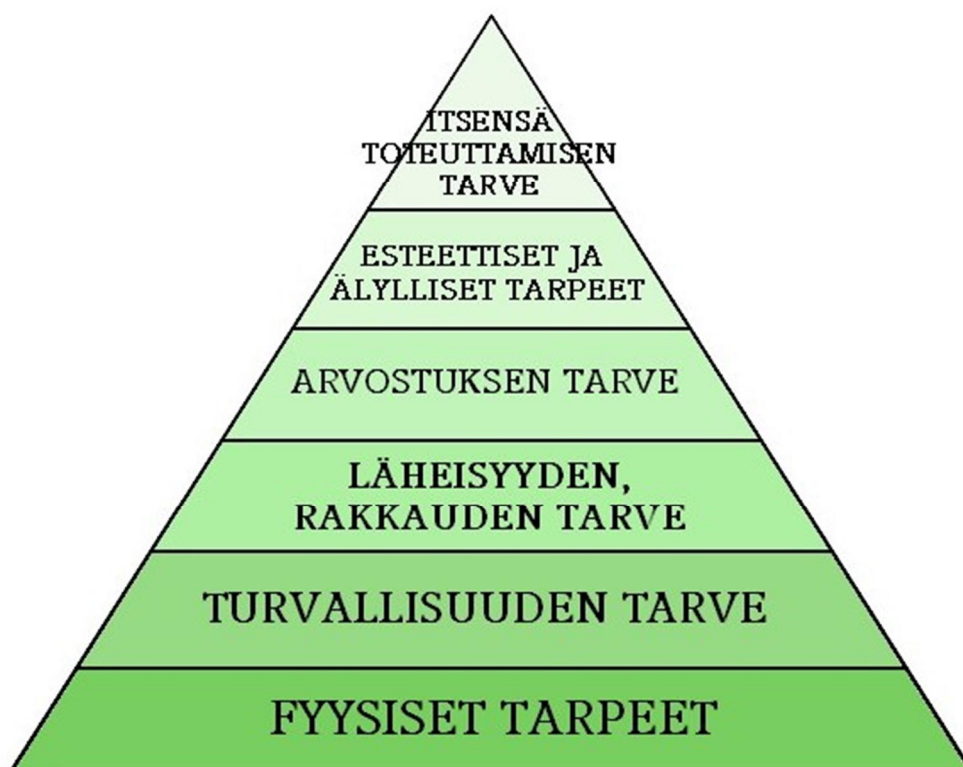 ITSENSÄ
TOTEUTTAMISEN
TARVE
ESTEETTISET JA
ÄLYLLISET TARPEET
ARVOSTUKSEN TARVE
LÄHEISYYDEN,
RAKKAUDEN TARVE
TURVALLISUUDEN TARVE
FYYSISET TARPEET